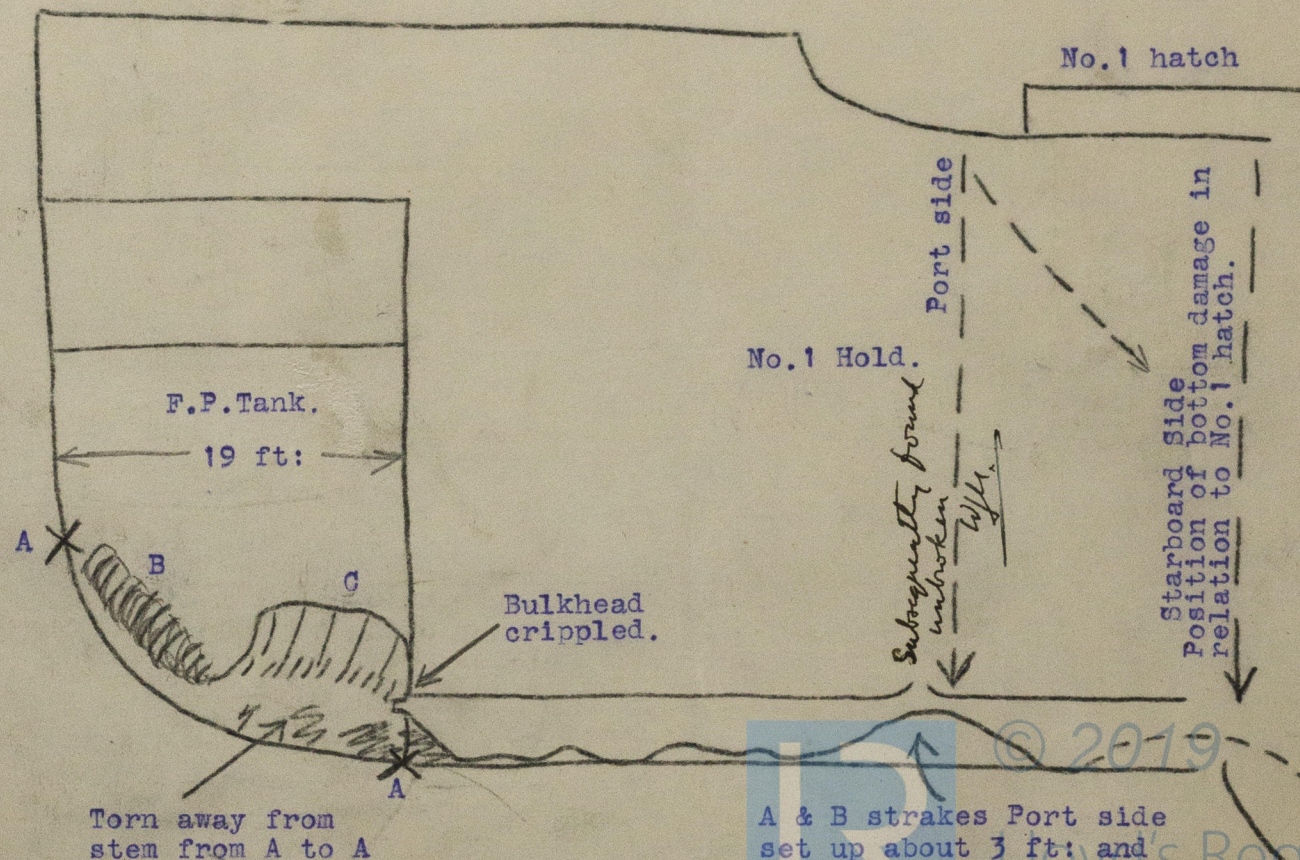 No.1 hatch
Port side
Starboard Side
Position of bottom damage in
relation to No.1 hatch.
No.1 Hold.
F.P.Tank.
19 ft:
Subsequently found
unbroken
A
B
C
Bulkhead
crippled.
A
Torn away from
stem from A to A
A & B strakes Port side
set up about 3 ft: and
© 2019